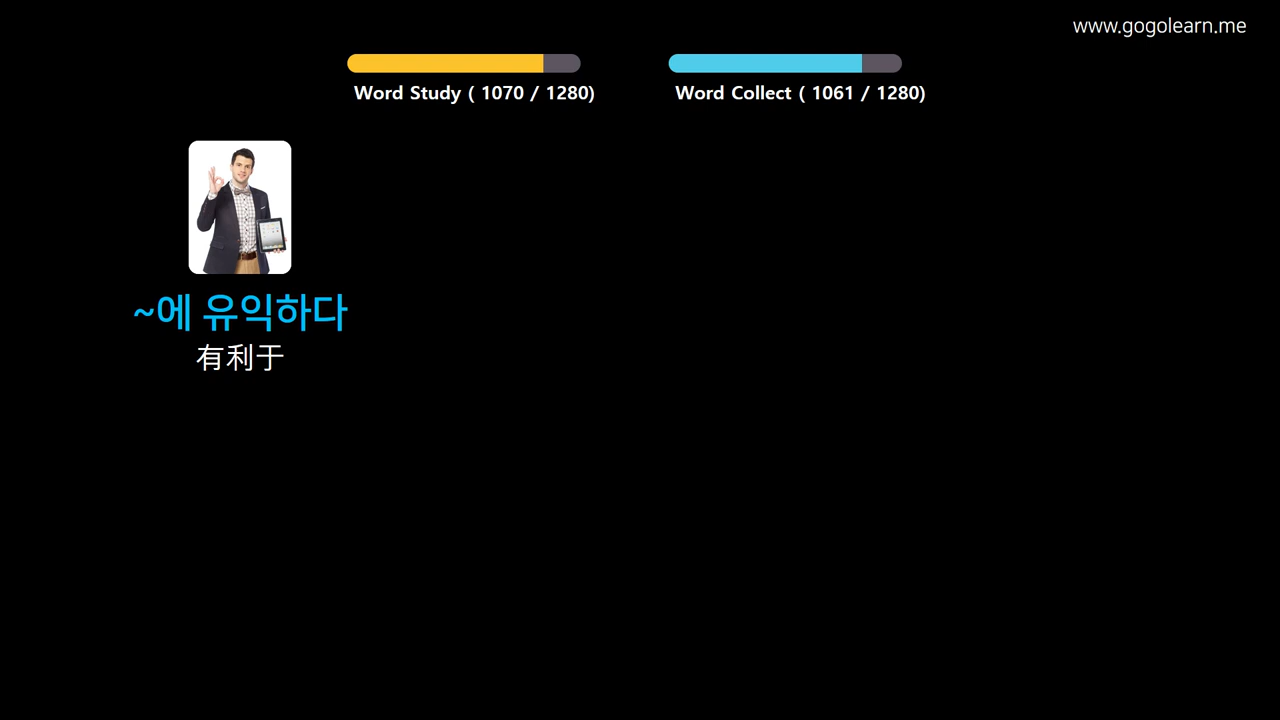 www.gogolearn.me
Word Study ( 1070 / 1280)
Word Collect ( 1061 / 1280)
~에 유익하다
有利于